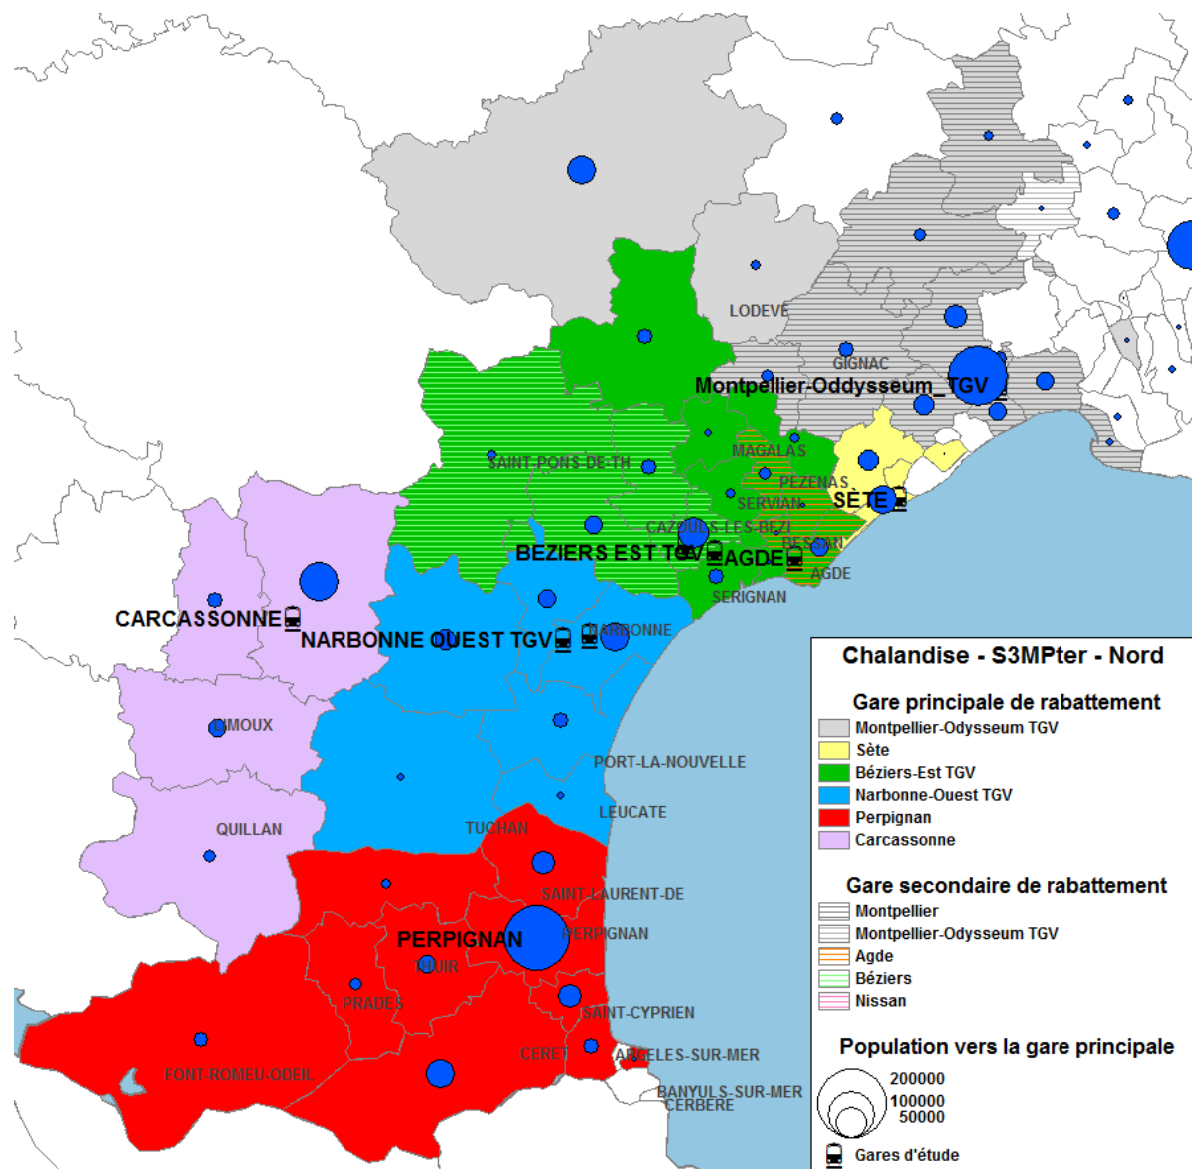 LODEVE
GIGNAC
Montpellier-Oddysseum_TGV
MAGALAS
SAINT-PONS-DE-TH
PEZENAS
SÈTE
SERVIAN
CAZOULS-LES-BEZI
BESSAN
BEZIERS EST TGV
AGDE
AGDE
SERIGNAN
CARCASSONNE
NARBONNE OUEST TGV
NARBONNE
LIMOUX
PORT-LA-NOUVELLE
LEUCATE
QUILLAN
TUCHAN
SAINT-LAURENT-DE
PERPIGNAN
PERPIGNAN
THUIR
PRADES
SAINT-CYPRIEN
CERET
ARGELES-SUR-MER
FONT-ROMEU-ODEIL
BANYULS-SUR-MER
CERBERE
Chalandise - S3MPter - Nord
Gare principale de rabattement
Montpellier-Odysseum TGV
Sète
Béziers-Est TGV
Narbonne-Ouest TGV
Perpignan
Carcassonne
Gare secondaire de rabattement
Montpellier
Montpellier-Odysseum TGV
Agde
Béziers
Nissan
Population vers la gare principale
200000
100000
50000
Gares d'étude